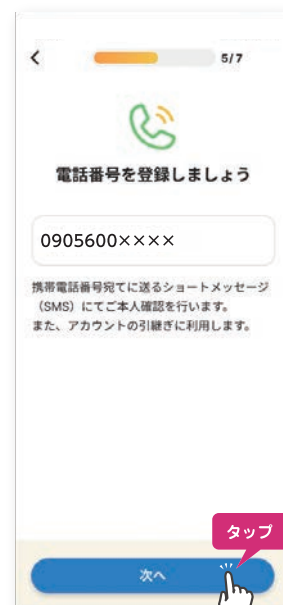 5/7
電話番号を登録しましょう
0905600××××
携帯電話番号宛てに送るショートメッセージ
（SMS）にてご本人確認を行います。
また、アカウントの引継ぎに利用します。
タップ
次へ